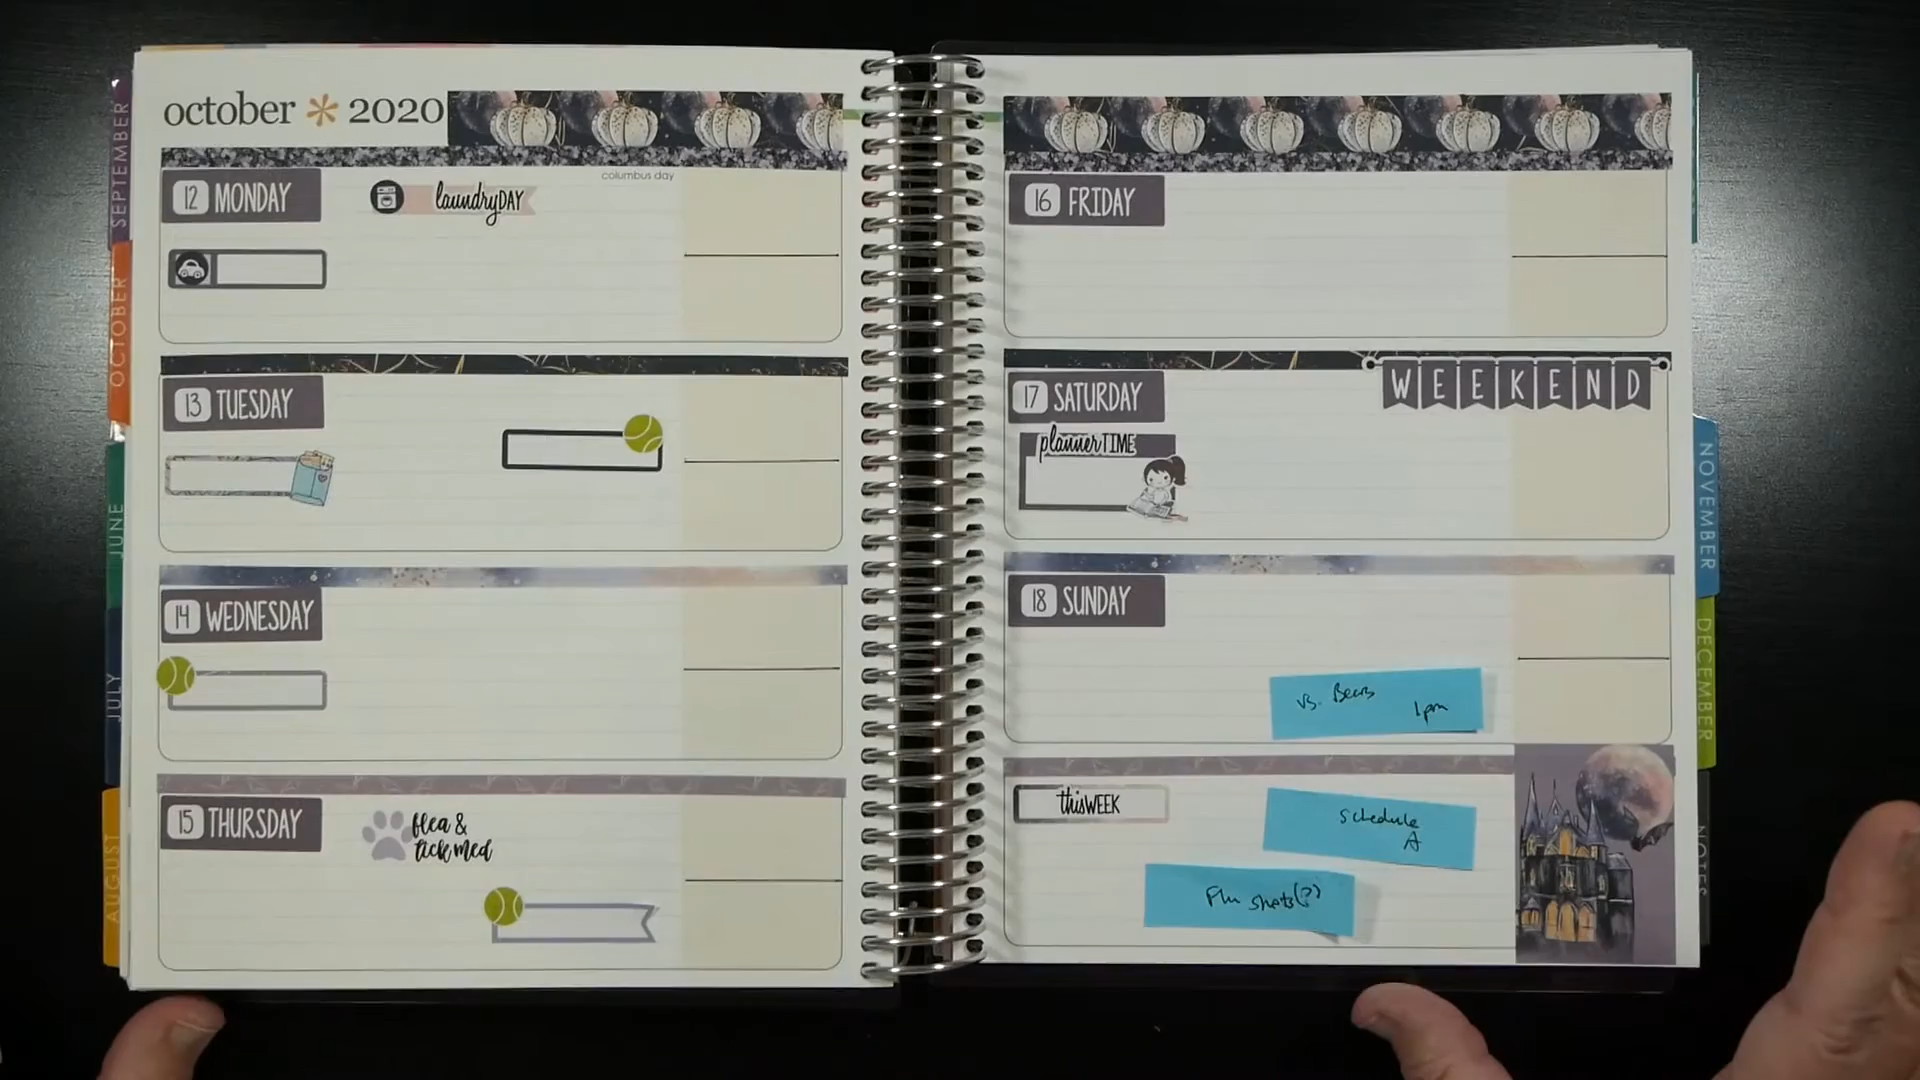 october * 2020
columbus day
12 MONDAY
laundryDAY
13 TUESDAY
14 WEDNESDAY
15 THURSDAY
flea &
tick med
16 FRIDAY
17 SATURDAY
WEEKEND
plannerTIME
18 SUNDAY
vs. Bears
1pm
thisWEEK
Schedule
A
Flu shots(?)
SEPTEMBER
OCTOBER
JUNE
JULY
AUGUST
NOVEMBER
DECEMBER
NOTES